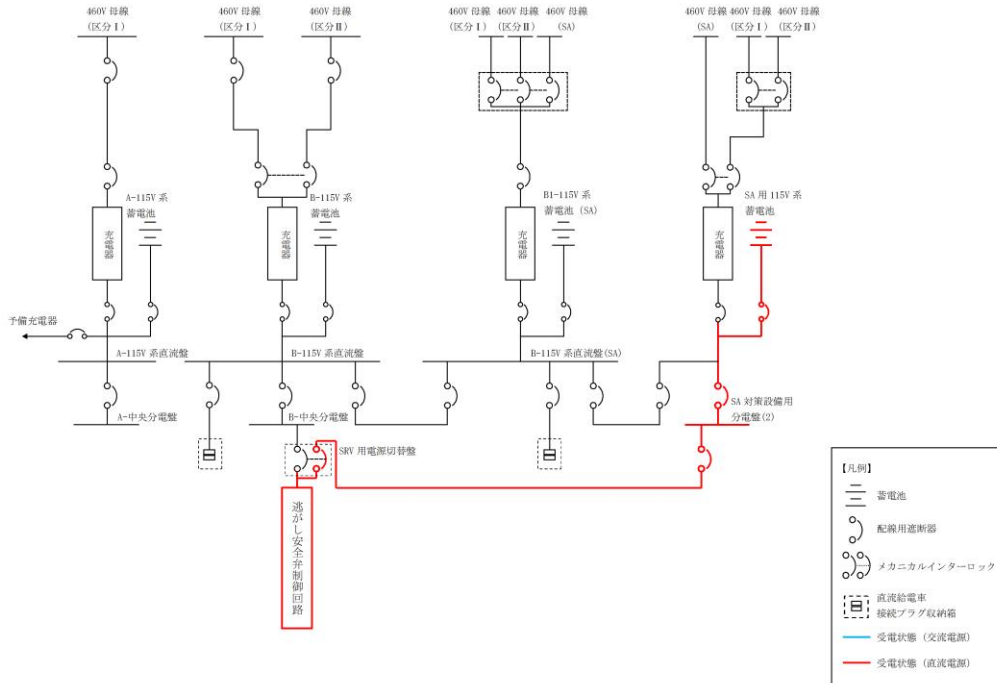 460V 母線
(区分Ⅰ)
460V 母線
(区分Ⅰ)
460V 母線
(区分Ⅱ)
460V 母線
(区分Ⅰ)
460V 母線
(区分Ⅱ)
460V 母線
(SA)
460V 母線
(SA)
460V 母線
(区分Ⅰ)
460V 母線
(区分Ⅱ)
A-115V 系
蓄電池
B-115V 系
蓄電池
B1-115V 系
蓄電池 (SA)
SA 用 115V 系
蓄電池
充電器
充電器
充電器
充電器
予備充電器
A-115V 系直流盤
B-115V 系直流盤
B-115V 系直流盤(SA)
A-中央分電盤
B-中央分電盤
SA 対策設備用
分電盤(2)
SRV 用電源切替盤
逃がし安全弁制御回路
【凡例】
蓄電池
配線用遮断器
メカニカルインターロック
直流給電車
接続プラグ収納箱
受電状態 (交流電源)
受電状態 (直流電源)